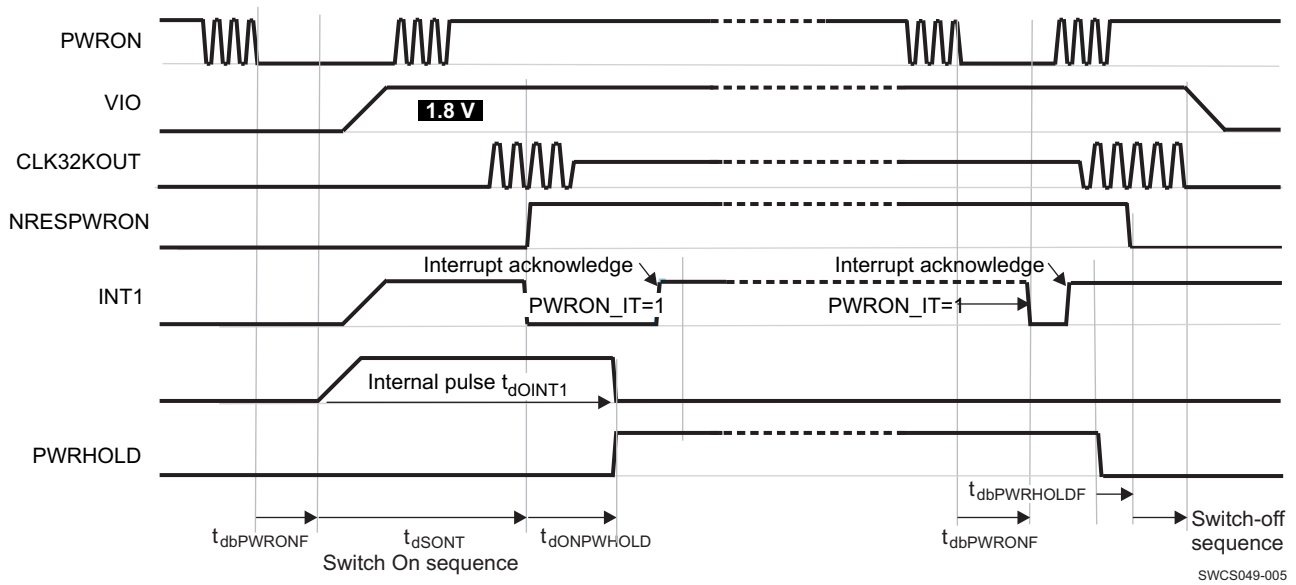 PWRON
VIO
1.8 V
CLK32KOUT
NRESPWRON
Interrupt acknowledge
Interrupt acknowledge
INT1
PWRON_IT=1
PWRON_IT=1
Internal pulse tdOINT1
PWRHOLD
tdbPWRHOLDF
tdbPWRONF
tdSONT
tdONPWHOLD
tdbPWRONF
Switch-off
sequence
Switch On sequence
SWCS049-005